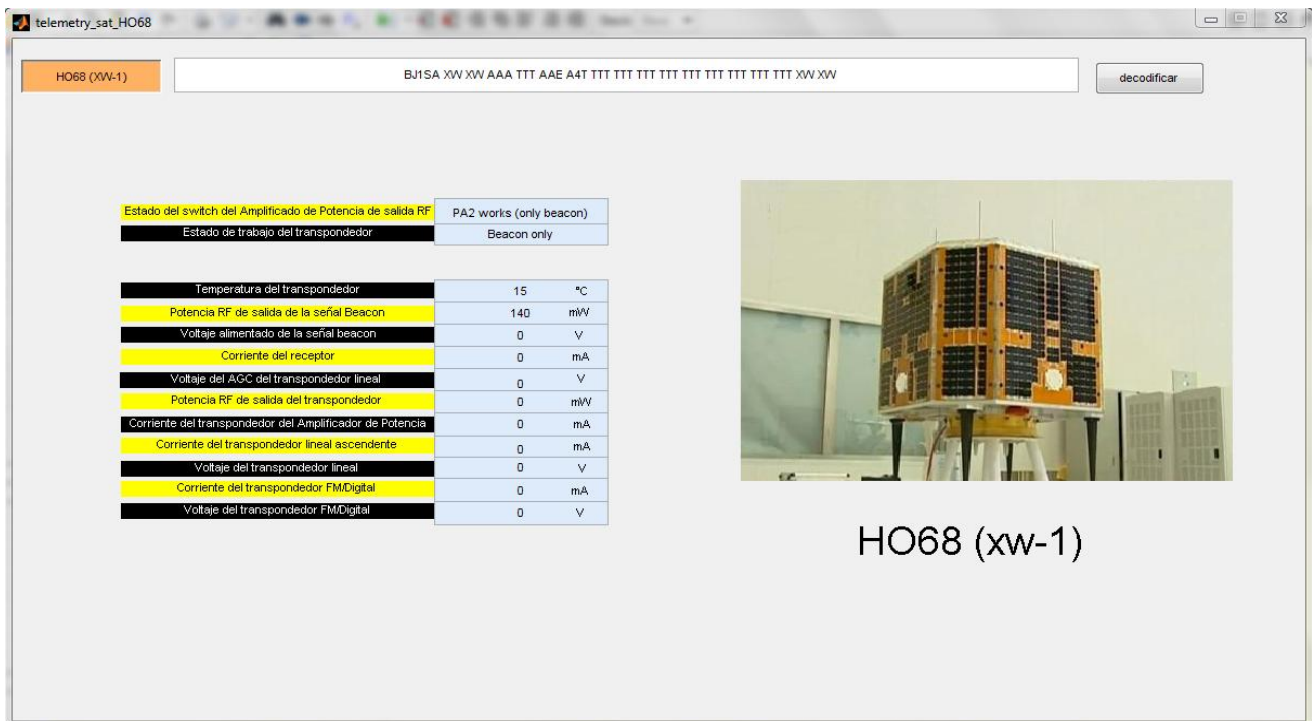 telemetry_sat_HO68
HO68 (XW-1)
BJ1SA XW XW AAA TTT AAE A4T TTT TTT TTT TTT TTT TTT TTT TTT TTT XW XW
decodificar
Estado del switch del Amplificado de Potencia de salida RF PA2 works (only beacon)
Estado de trabajo del transpondedor Beacon only
Temperatura del transpondedor 15 °C
Potencia RF de salida de la señal Beacon 140 mW
Voltaje alimentado de la señal beacon 0 V
Corriente del receptor 0 mA
Voltaje del AGC del transpondedor lineal 0 V
Potencia RF de salida del transpondedor 0 mW
Corriente del transpondedor del Amplificador de Potencia 0 mA
Corriente del transpondedor lineal ascendente 0 mA
Voltaje del transpondedor lineal 0 V
Corriente del transpondedor FM/Digital 0 mA
Voltaje del transpondedor FM/Digital 0 V
HO68 (xw-1)